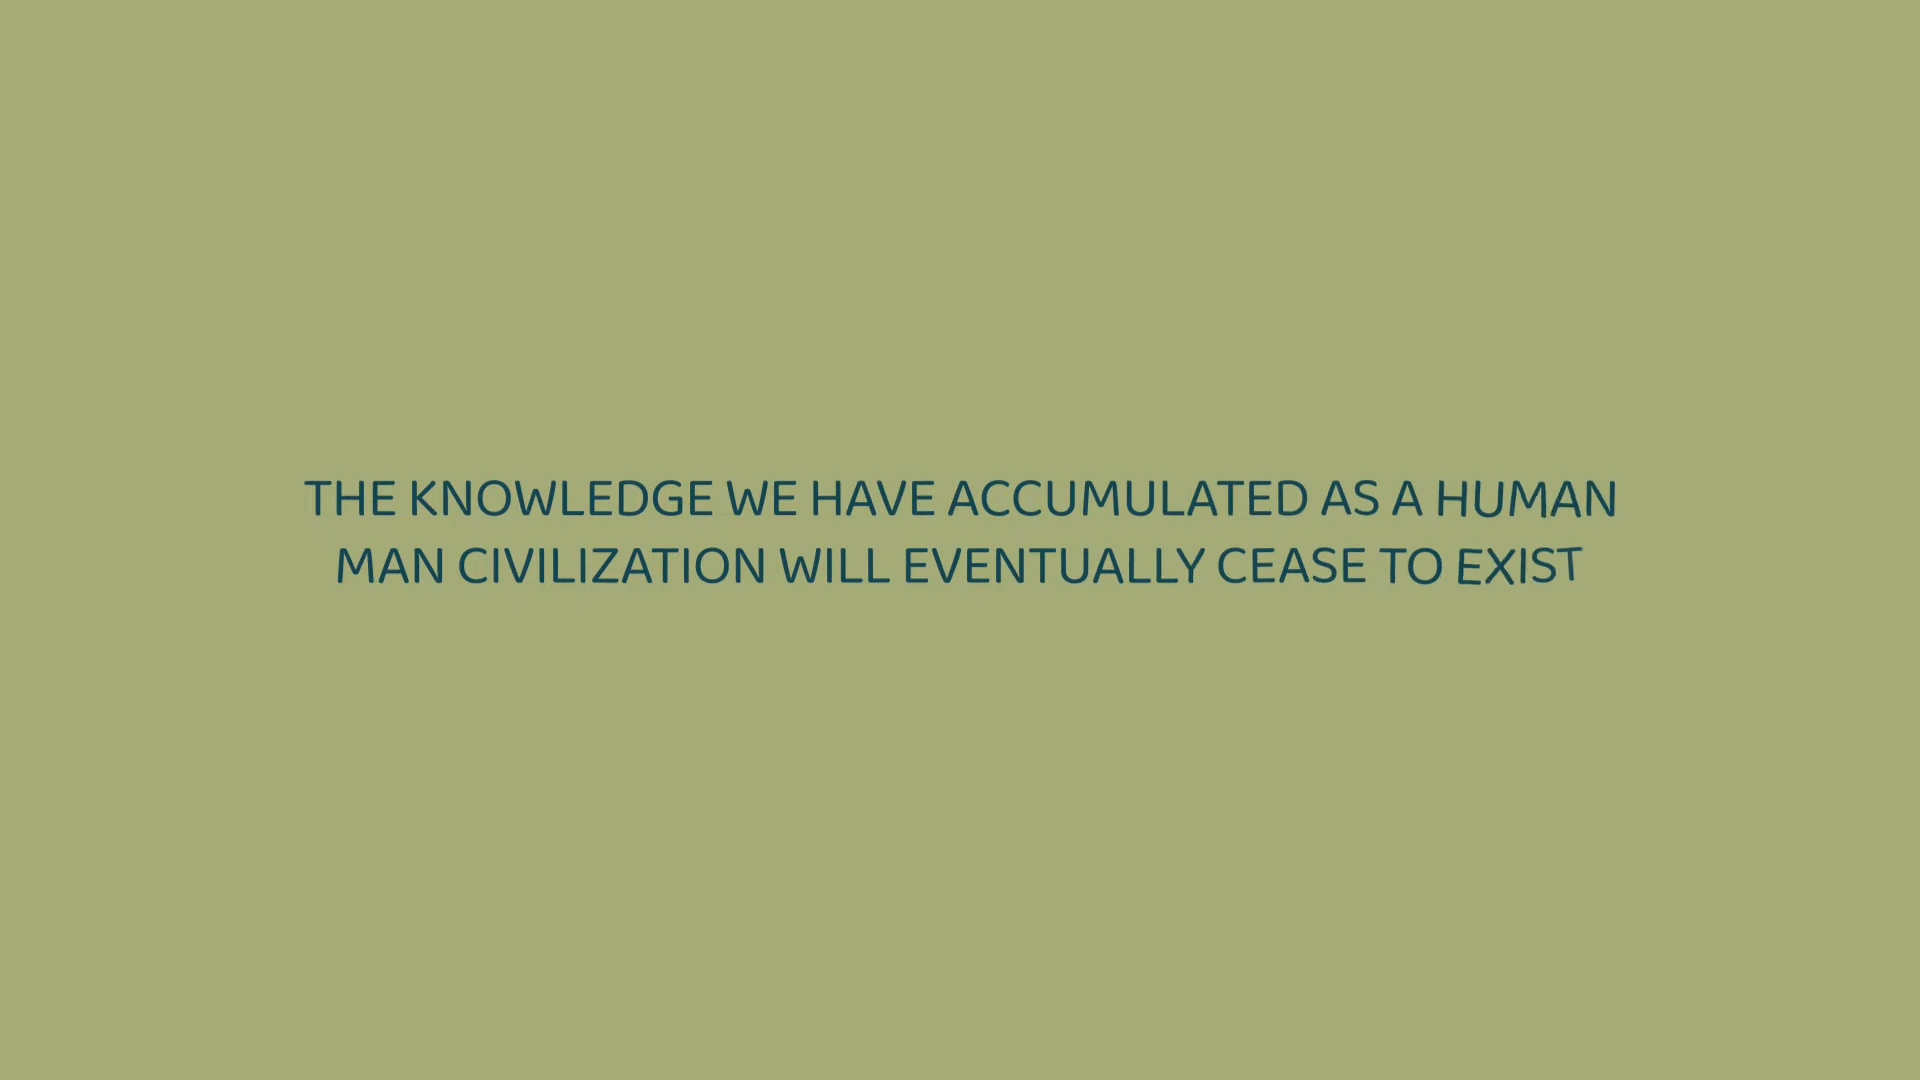 THE KNOWLEDGE WE HAVE ACCUMULATED AS A HUMAN
MAN CIVILIZATION WILL EVENTUALLY CEASE TO EXIST